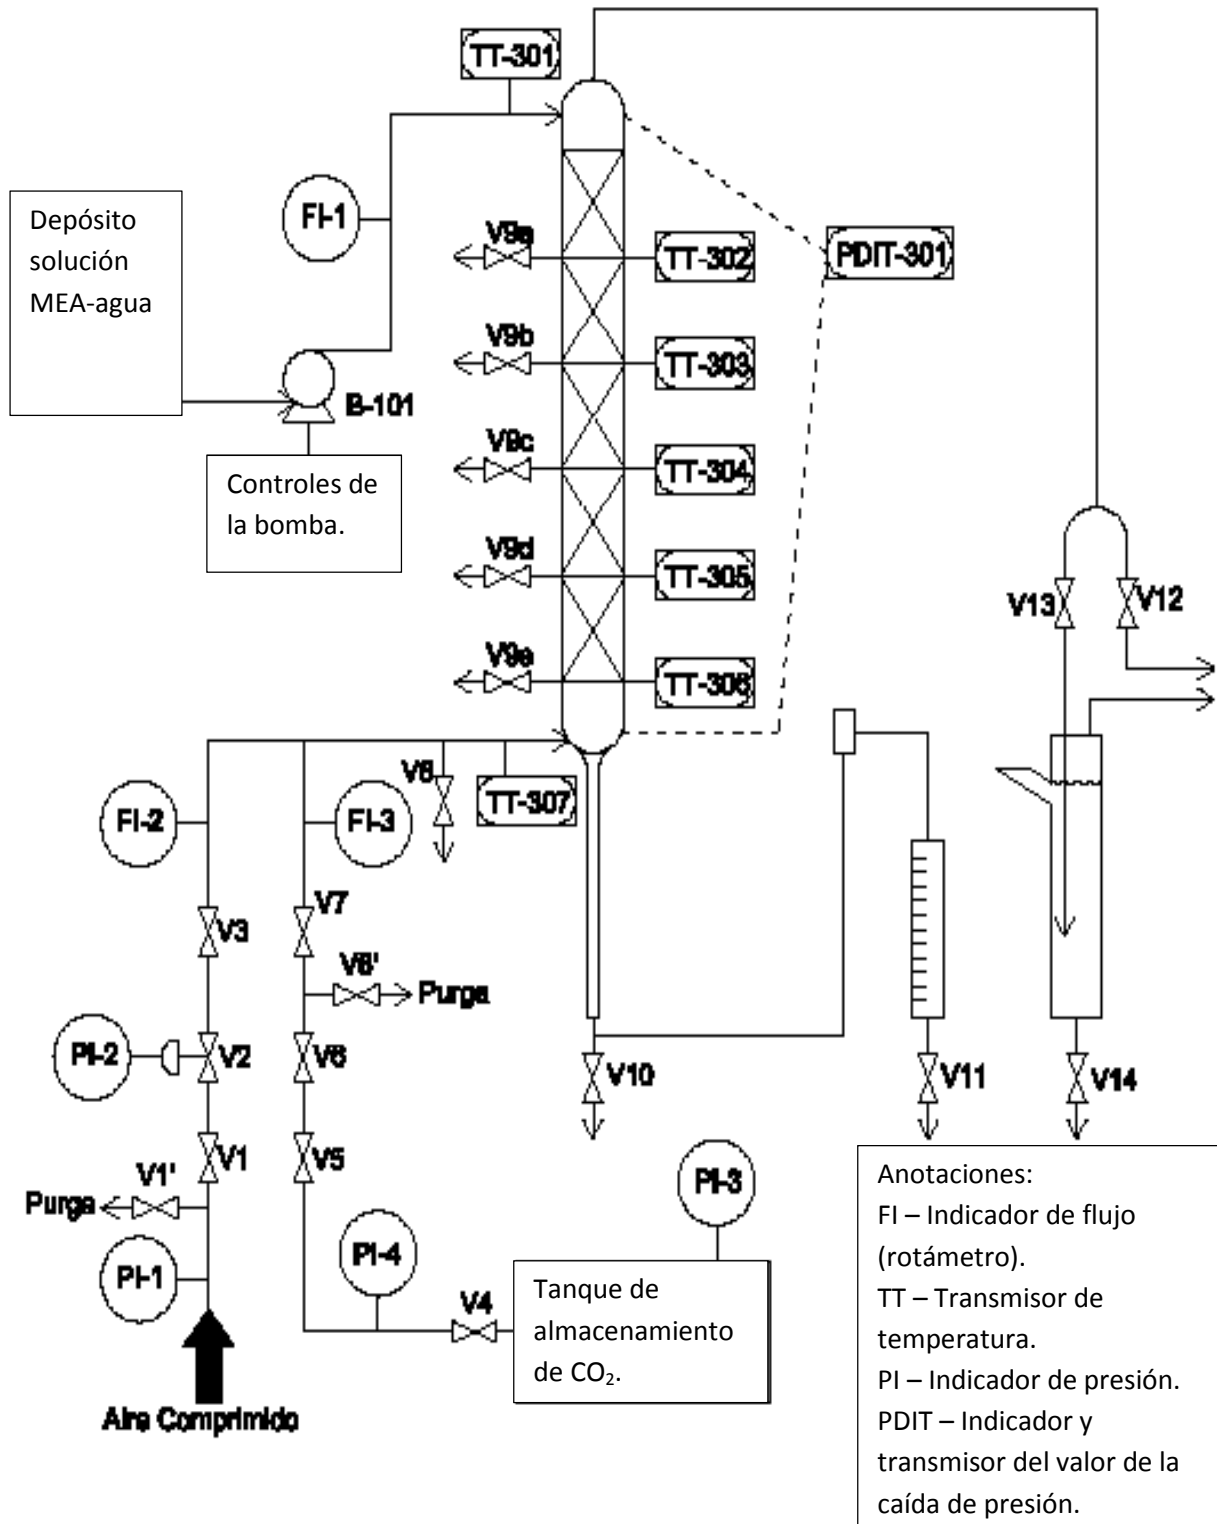 TT-301
Depósito
solución
MEA-agua
FI-1
V9a
TT-302
PDIT-301
V9b
TT-303
B-101
V9c
TT-304
Controles de
la bomba.
V9d
TT-305
V13
V12
V9e
TT-306
V8
TT-307
FI-2
FI-3
V3
V7
V6'
Purga
PI-2
V2
V6
V10
V11
V14
V1
V5
V1'
Purga
PI-3
PI-1
PI-4
V4
Tanque de
almacenamiento
de CO₂.
Aire Comprimido
Anotaciones:
FI – Indicador de flujo
(rotámetro).
TT – Transmisor de
temperatura.
PI – Indicador de presión.
PDIT – Indicador y
transmisor del valor de la
caída de presión.